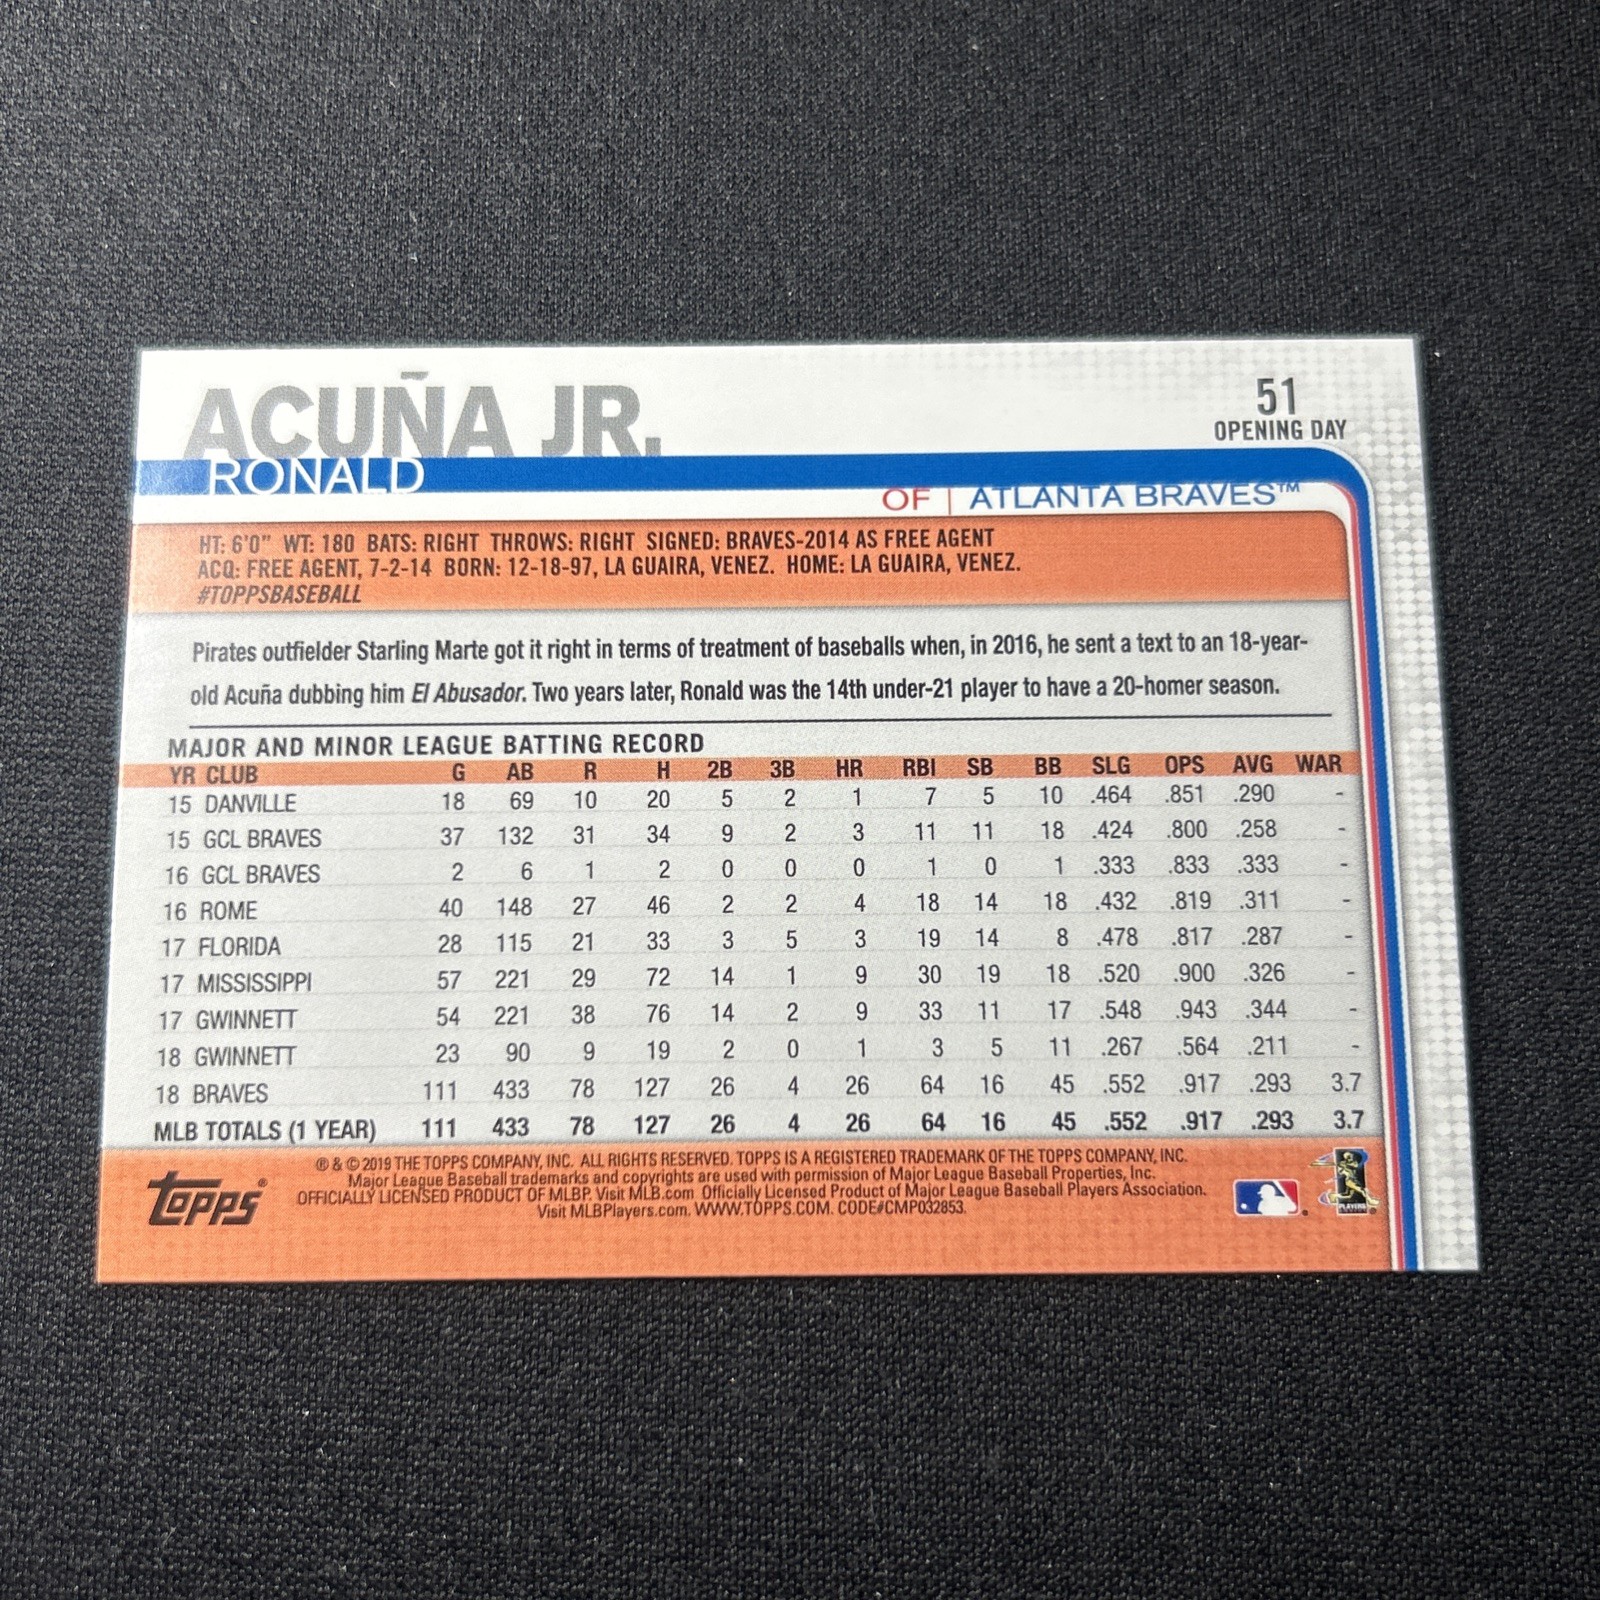 ACUÑA JR.
51
OPENING DAY
RONALD
OF | ATLANTA BRAVES™
HT: 6'0" WT: 180 BATS: RIGHT THROWS: RIGHT SIGNED: BRAVES-2014 AS FREE AGENT
ACQ: FREE AGENT, 7-2-14 BORN: 12-18-97, LA GUAIRA, VENEZ. HOME: LA GUAIRA, VENEZ.
#TOPPSBASEBALL
Pirates outfielder Starling Marte got it right in terms of treatment of baseballs when, in 2016, he sent a text to an 18-year-
old Acuña dubbing him El Abusador. Two years later, Ronald was the 14th under-21 player to have a 20-homer season.
MAJOR AND MINOR LEAGUE BATTING RECORD
YR CLUB G AB R H 2B 3B HR RBI SB BB SLG OPS AVG WAR
15 DANVILLE 18 69 10 20 5 2 1 7 5 10 .464 .851 .290 -
15 GCL BRAVES 37 132 31 34 9 2 3 11 11 18 .424 .800 .258 -
16 GCL BRAVES 2 6 1 2 0 0 0 1 0 1 .333 .833 .333 -
16 ROME 40 148 27 46 2 2 4 18 14 18 .432 .819 .311 -
17 FLORIDA 28 115 21 33 3 5 3 19 14 8 .478 .817 .287 -
17 MISSISSIPPI 57 221 29 72 14 1 9 30 19 18 .520 .900 .326 -
17 GWINNETT 54 221 38 76 14 2 9 33 11 17 .548 .943 .344 -
18 GWINNETT 23 90 9 19 2 0 1 3 5 11 .267 .564 .211 -
18 BRAVES 111 433 78 127 26 4 26 64 16 45 .552 .917 .293 3.7
MLB TOTALS (1 YEAR) 111 433 78 127 26 4 26 64 16 45 .552 .917 .293 3.7
® & © 2019 THE TOPPS COMPANY, INC. ALL RIGHTS RESERVED. TOPPS IS A REGISTERED TRADEMARK OF THE TOPPS COMPANY, INC.
Major League Baseball trademarks and copyrights are used with permission of Major League Baseball Properties, Inc.
OFFICIALLY LICENSED PRODUCT OF MLBP. Visit MLB.com Officially Licensed Product of Major League Baseball Players Association.
Visit MLBPlayers.com. WWW.TOPPS.COM. CODE#CMP032853.
Topps®
PLAYERS